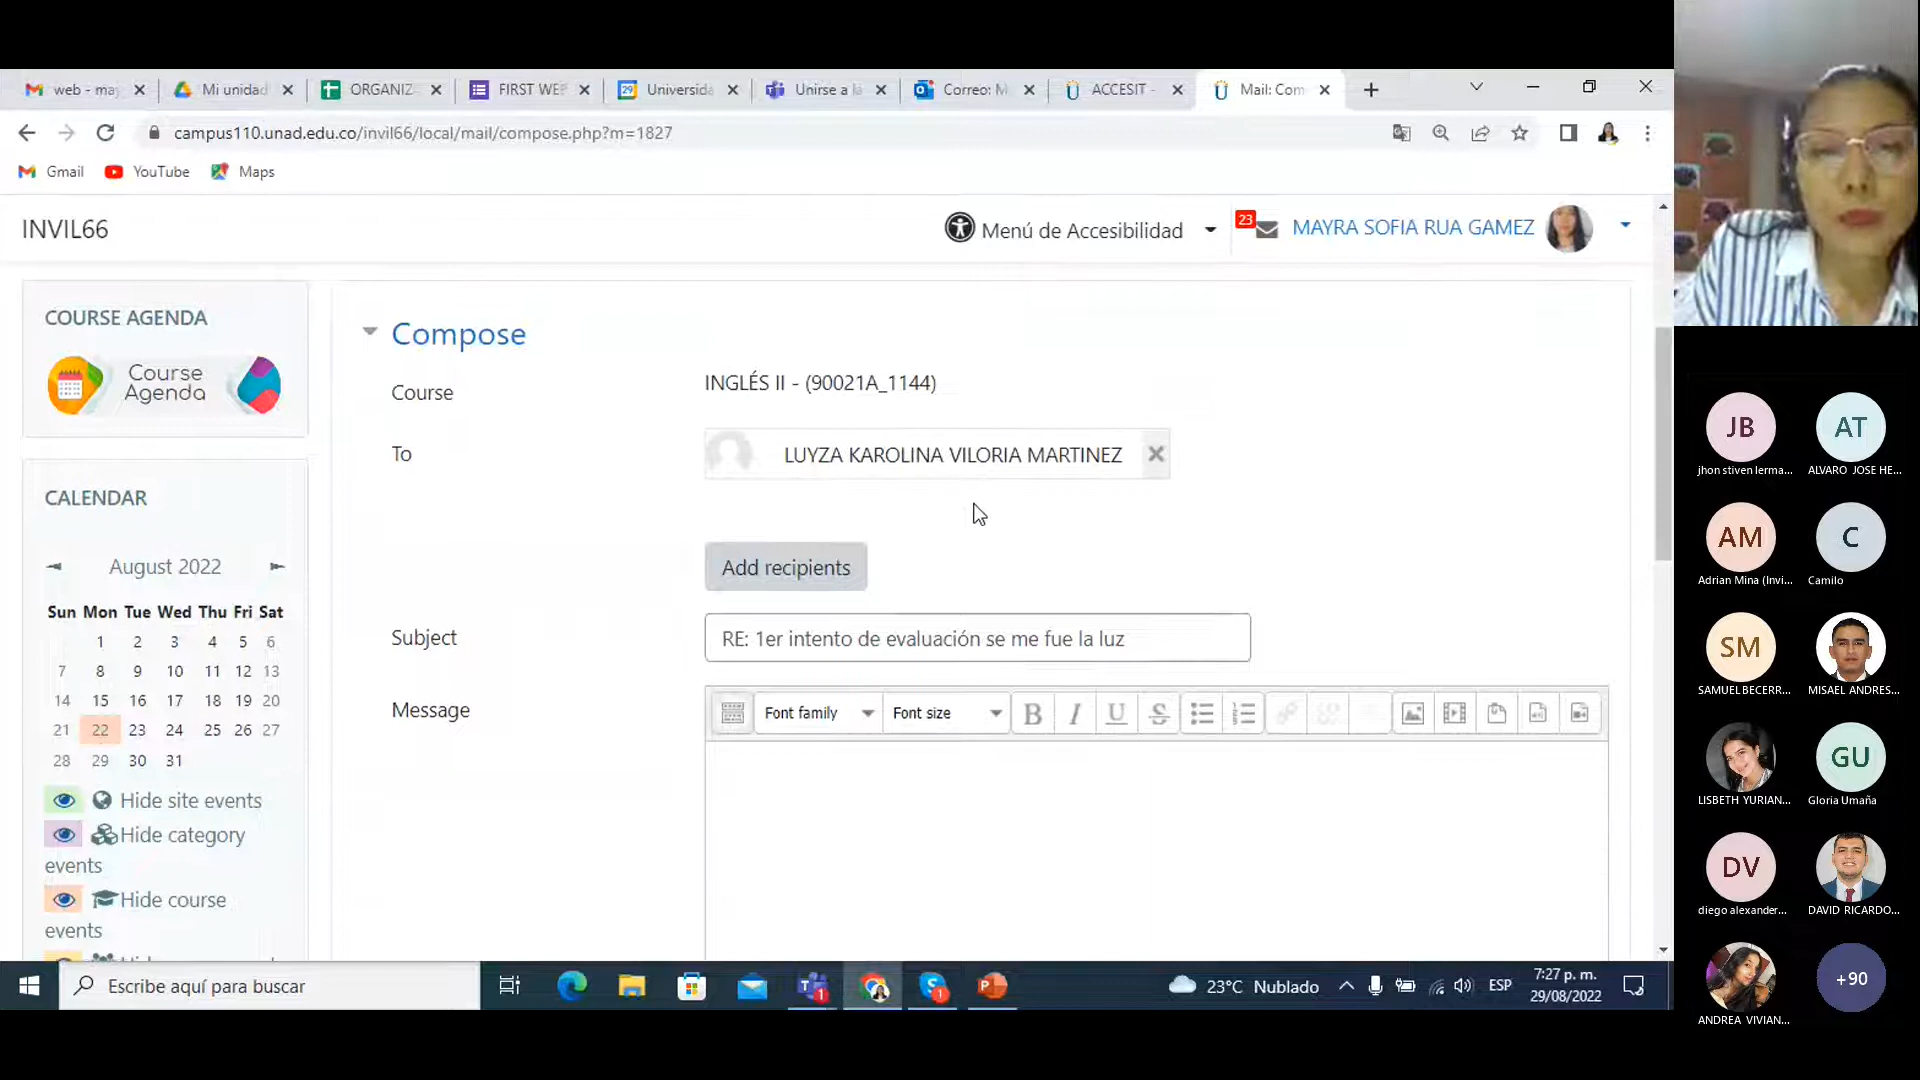 web - may
Mi unidad
ORGANIZ
FIRST WEB
Universida
Unirse a la
Correo: M
ACCESIT -
Mail: Com
campus110.unad.edu.co/invil66/local/mail/compose.php?m=1827
Gmail
YouTube
Maps
INVIL66
Menú de Accesibilidad
23
MAYRA SOFIA RUA GAMEZ
COURSE AGENDA
Course
Agenda
CALENDAR
August 2022
Sun Mon Tue Wed Thu Fri Sat
1 2 3 4 5 6
7 8 9 10 11 12 13
14 15 16 17 18 19 20
21 22 23 24 25 26 27
28 29 30 31
Hide site events
Hide category
events
Hide course
events
Compose
Course
INGLÉS II - (90021A_1144)
To
LUYZA KAROLINA VILORIA MARTINEZ
Add recipients
Subject
RE: 1er intento de evaluación se me fue la luz
Message
Font family
Font size
B I U S
Escribe aquí para buscar
23°C Nublado
ESP
7:27 p. m.
29/08/2022
JB
jhon stiven lerma...
AT
ALVARO JOSE HE...
AM
Adrian Mina (Invi...
C
Camilo
SM
SAMUEL BECERR...
MISAEL ANDRES...
LISBETH YURIAN...
GU
Gloria Umaña
DV
diego alexander...
DAVID RICARDO...
ANDREA VIVIAN...
+90